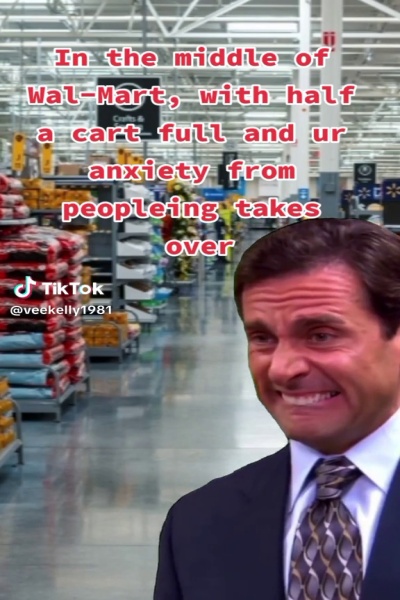 In the middle of
Wal-Mart, with half
a cart full and ur
anxiety from
peopleing takes
over
TikTok
@veekelly1981
Crafts &